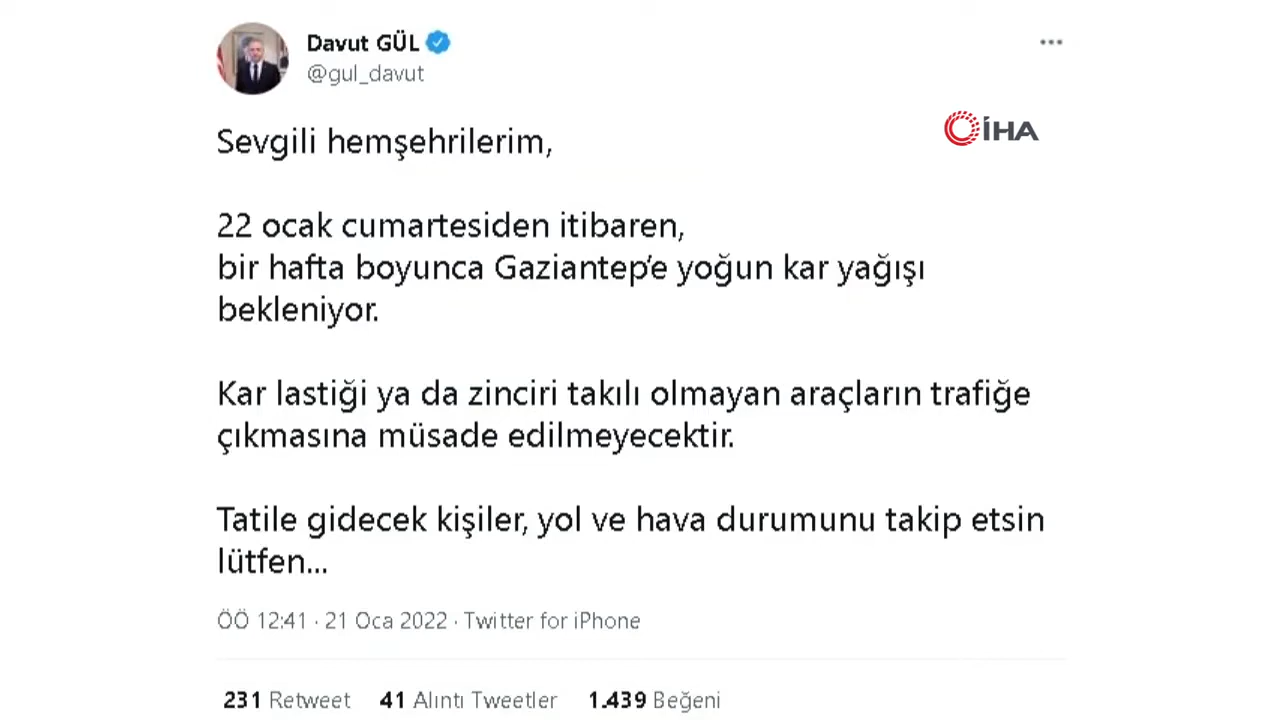 Davut GÜL
@gul_davut
İHA
Sevgili hemşehrilerim,
22 ocak cumartesiden itibaren,
bir hafta boyunca Gaziantep'e yoğun kar yağışı
bekleniyor.
Kar lastiği ya da zinciri takılı olmayan araçların trafiğe
çıkmasına müsade edilmeyecektir.
Tatile gidecek kişiler, yol ve hava durumunu takip etsin
lütfen...
ÖÖ 12:41 · 21 Oca 2022 · Twitter for iPhone
231 Retweet 41 Alıntı Tweetler 1.439 Beğeni